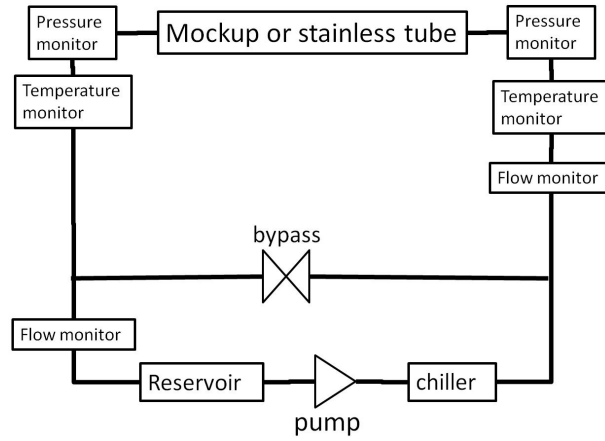 Pressure
monitor
Mockup or stainless tube
Pressure
monitor
Temperature
monitor
Temperature
monitor
Flow monitor
bypass
Flow monitor
Reservoir
chiller
pump